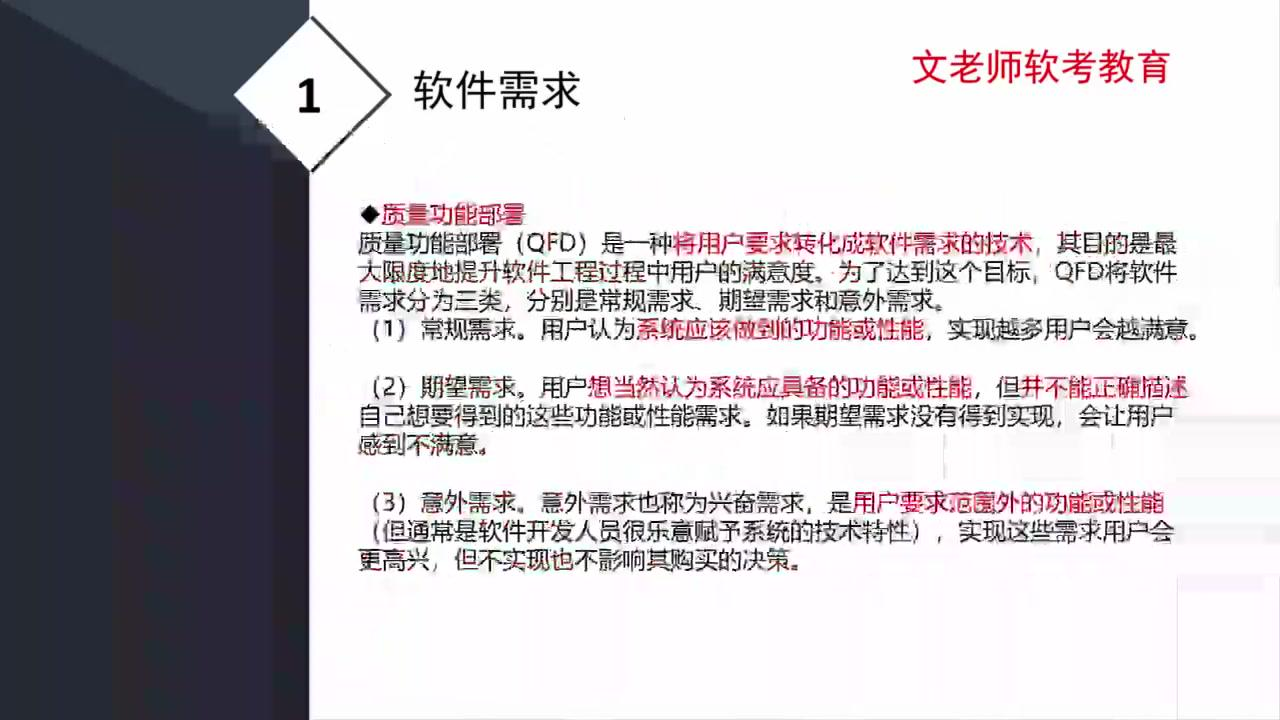 1
软件需求
文老师软考教育
◆质量功能部署
质量功能部署（QFD）是一种将用户要求转化成软件需求的技术，其目的是最
大限度地提升软件工程过程中用户的满意度。为了达到这个目标，QFD将软件
需求分为三类，分别是常规需求、期望需求和意外需求。
（1）常规需求。用户认为系统应该做到的功能或性能，实现越多用户会越满意。
（2）期望需求。用户想当然认为系统应具备的功能或性能，但并不能正确描述
自己想要得到的这些功能或性能需求。如果期望需求没有得到实现，会让用户
感到不满意。
（3）意外需求。意外需求也称为兴奋需求，是用户要求范围外的功能或性能
（但通常是软件开发人员很乐意赋予系统的技术特性），实现这些需求用户会
更高兴，但不实现也不影响其购买的决策。